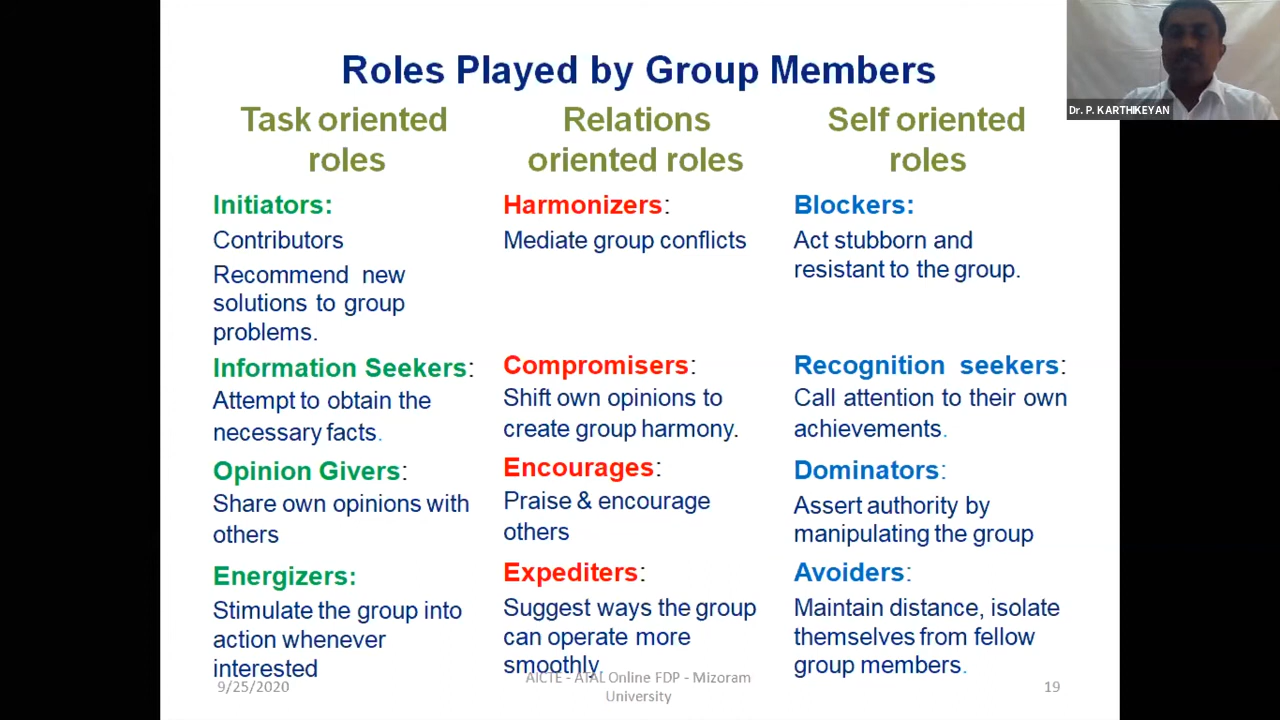 Roles Played by Group Members
Dr. P. KARTHIKEYAN
Task oriented
roles
Initiators:
Contributors
Recommend new
solutions to group
problems.
Information Seekers:
Attempt to obtain the
necessary facts.
Opinion Givers:
Share own opinions with
others
Energizers:
Stimulate the group into
action whenever
interested
Relations
oriented roles
Harmonizers:
Mediate group conflicts
Compromisers:
Shift own opinions to
create group harmony.
Encourages:
Praise & encourage
others
Expediters:
Suggest ways the group
can operate more
smoothly.
Self oriented
roles
Blockers:
Act stubborn and
resistant to the group.
Recognition seekers:
Call attention to their own
achievements.
Dominators:
Assert authority by
manipulating the group
Avoiders:
Maintain distance, isolate
themselves from fellow
group members.
9/25/2020
AICTE - ATAL Online FDP - Mizoram
University
19